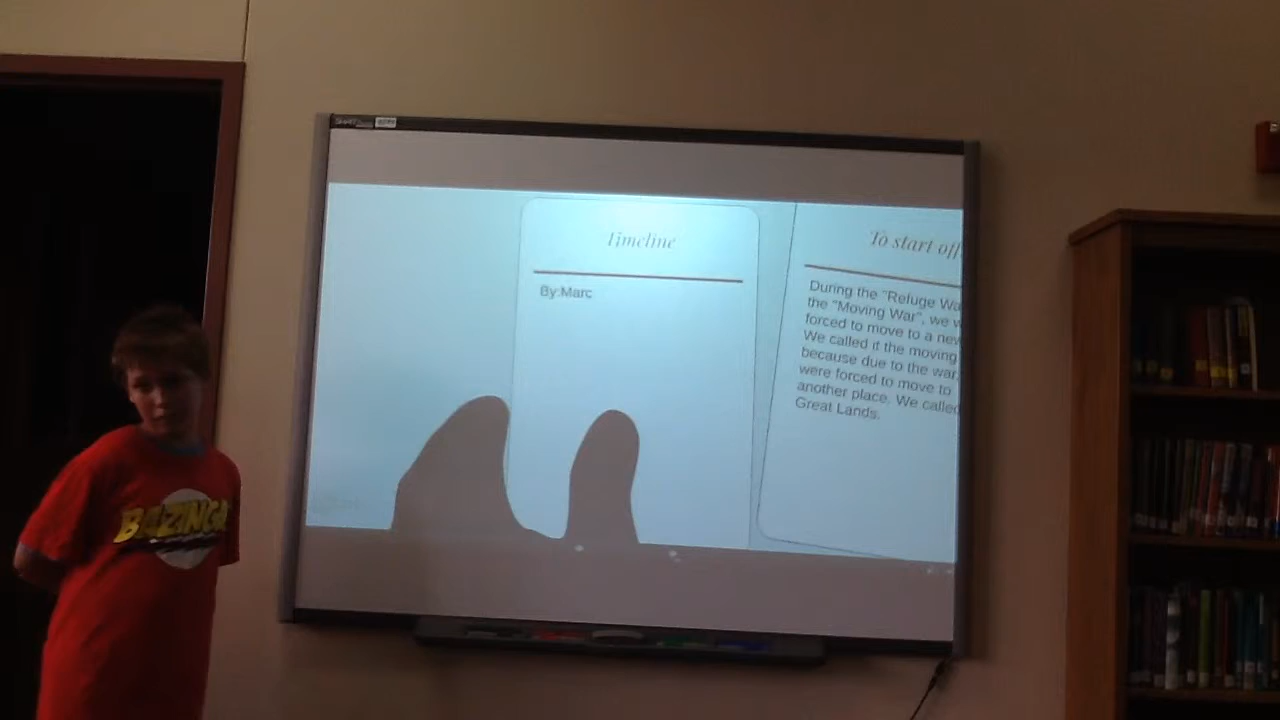 SMART
Timeline
By:Marc
To start off
During the "Refuge Wa
the "Moving War", we w
forced to move to a new
We called if the moving
because due to the war,
were forced to move to
another place. We called
Great Lands.
BAZINGA